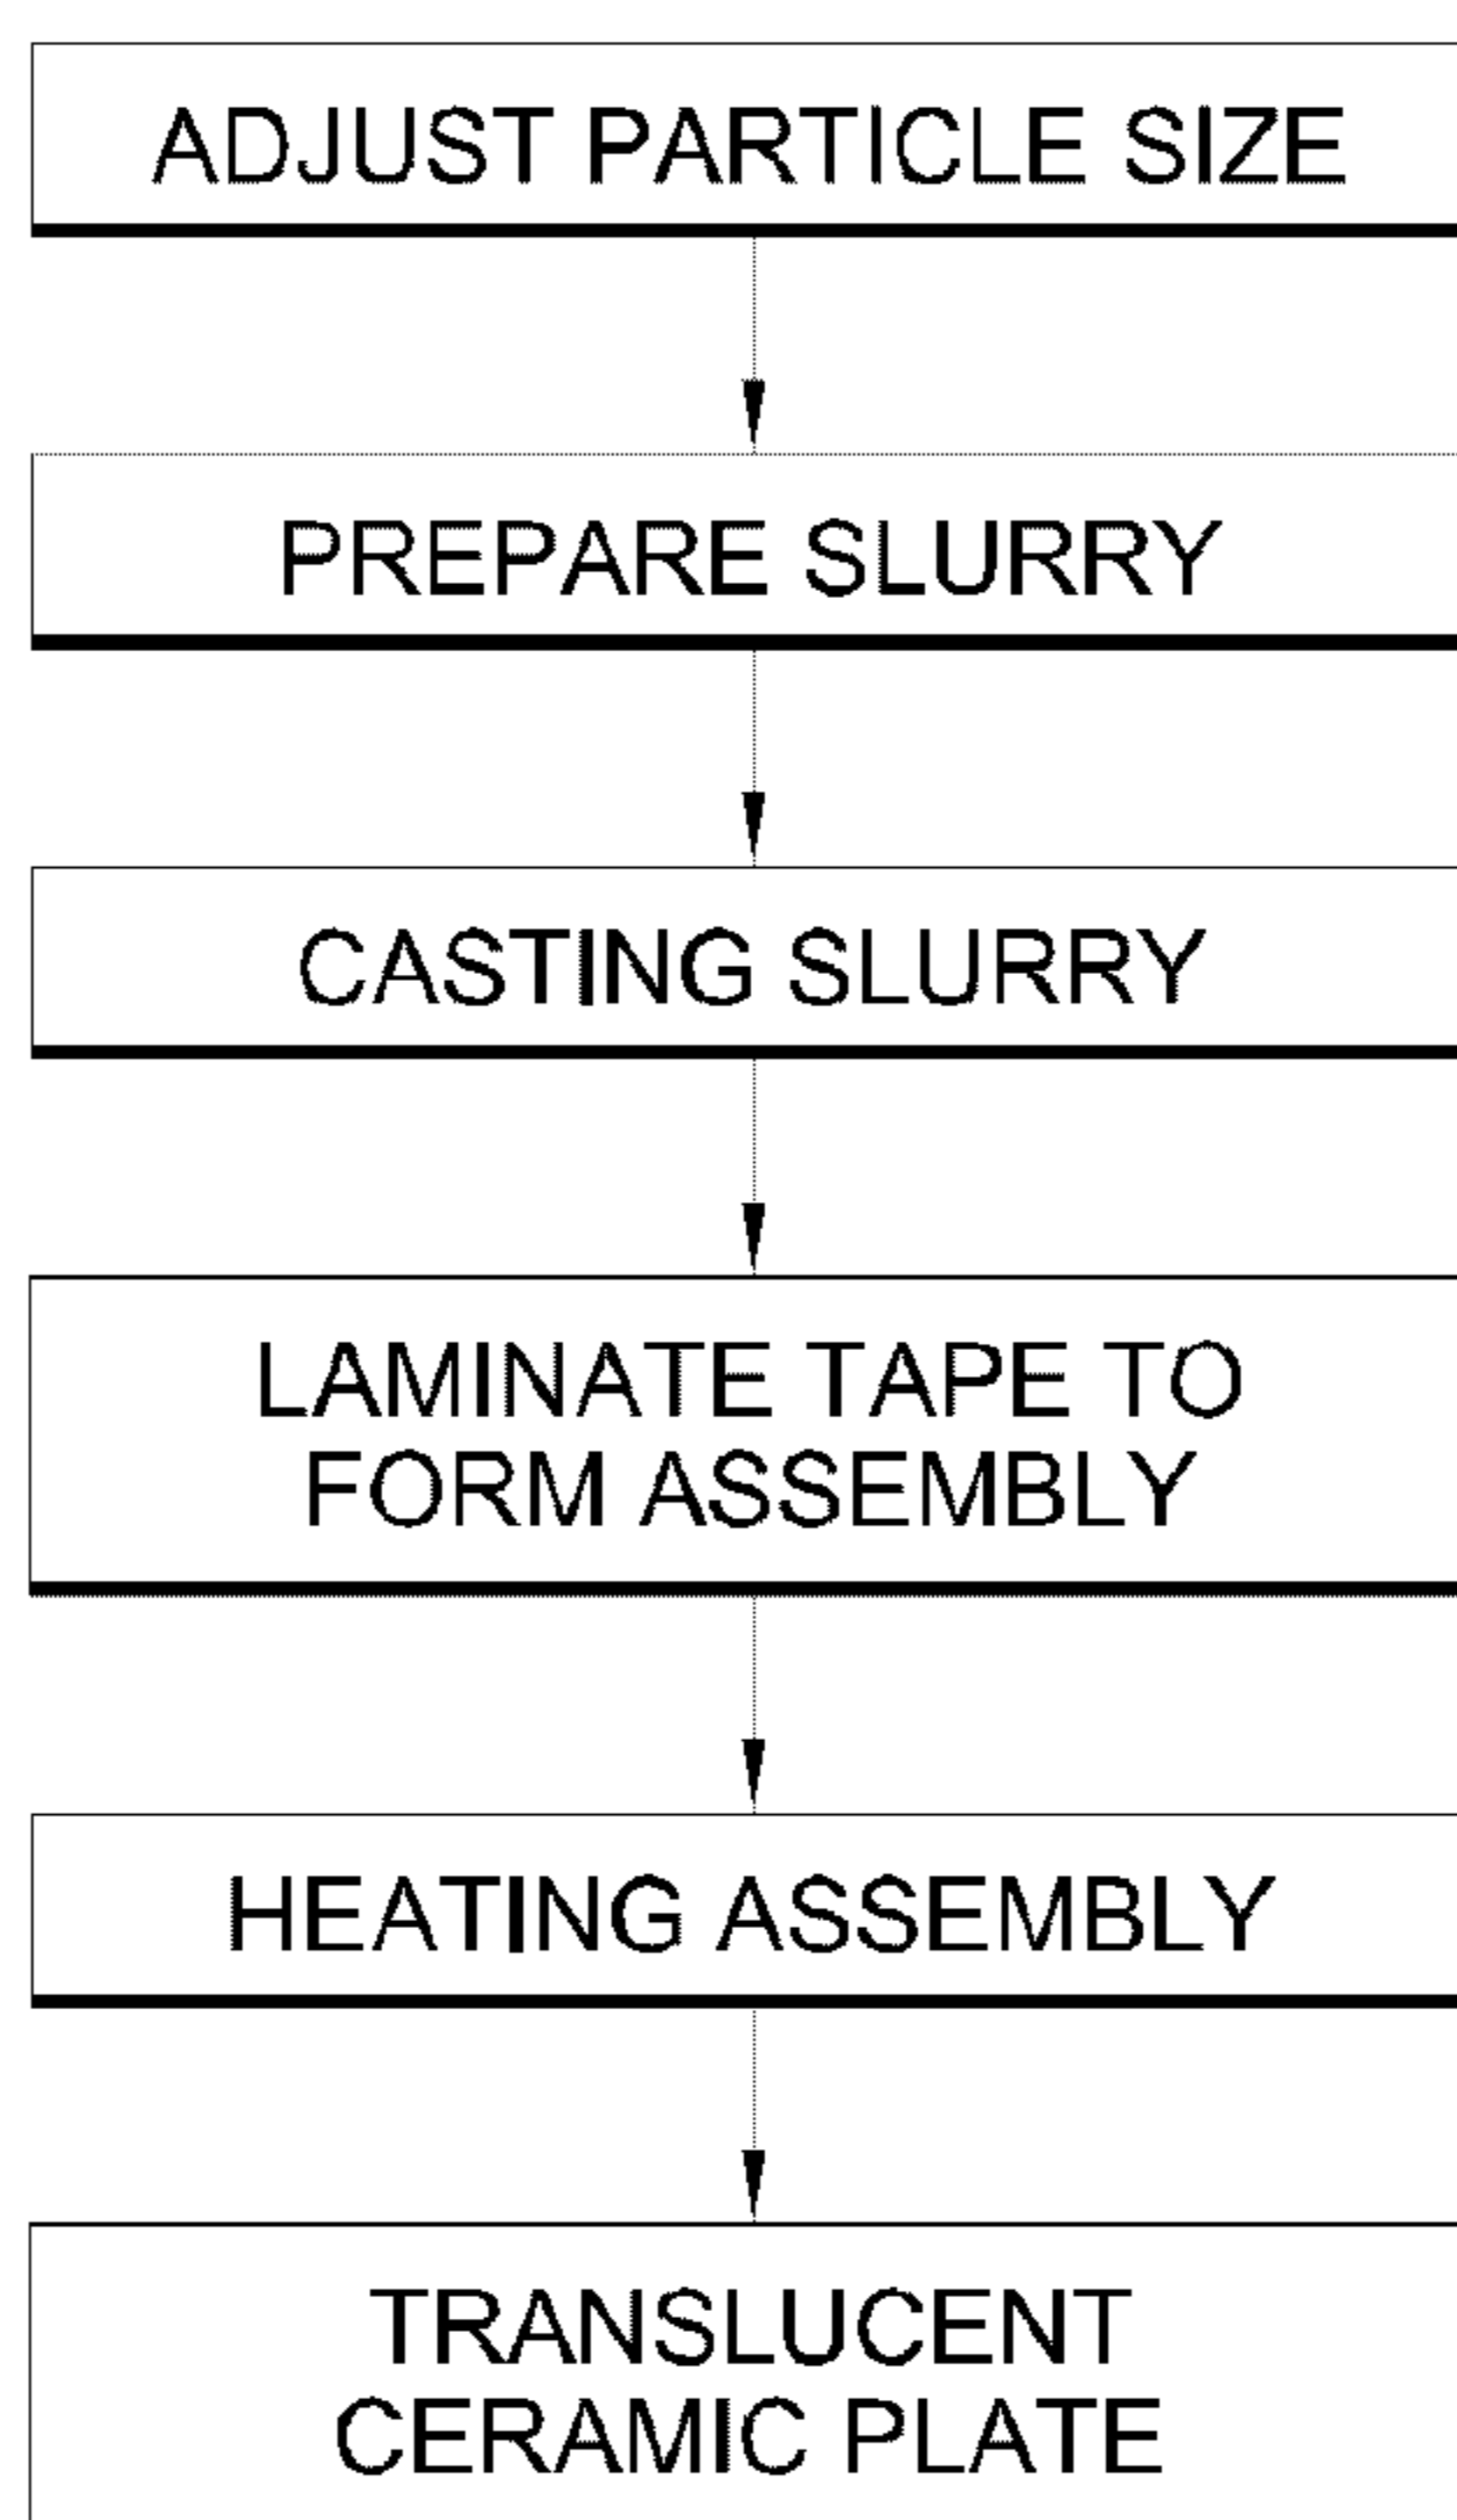 ADJUST PARTICLE SIZE
PREPARE SLURRY
CASTING SLURRY
LAMINATE TAPE TO
FORM ASSEMBLY
HEATING ASSEMBLY
TRANSLUCENT
CERAMIC PLATE